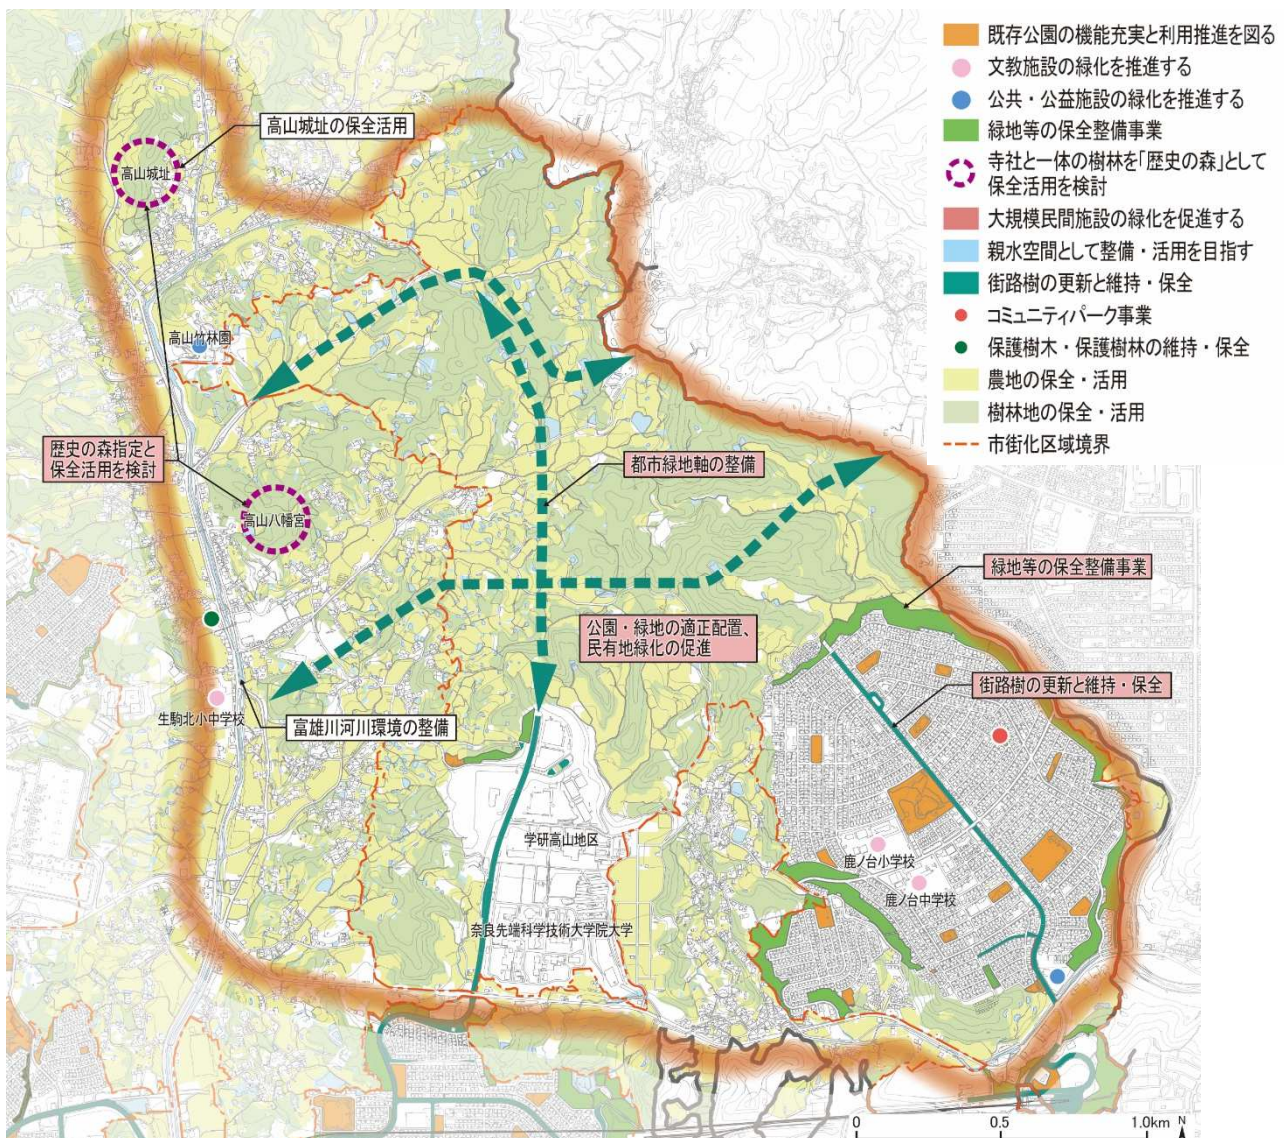 既存公園の機能充実と利用推進を図る
文教施設の緑化を推進する
公共・公益施設の緑化を推進する
緑地等の保全整備事業
寺社と一体の樹林を「歴史の森」として
保全活用を検討
大規模民間施設の緑化を促進する
親水空間として整備・活用を目指す
街路樹の更新と維持・保全
コミュニティパーク事業
保護樹木・保護樹林の維持・保全
農地の保全・活用
樹林地の保全・活用
市街化区域境界
高山城址の保全活用
高山城址
高山竹林園
歴史の森指定と
保全活用を検討
都市緑地軸の整備
高山八幡宮
緑地等の保全整備事業
公園・緑地の適正配置、
民有地緑化の促進
街路樹の更新と維持・保全
生駒北小中学校
富雄川河川環境の整備
学研高山地区
鹿ノ台小学校
鹿ノ台中学校
奈良先端科学技術大学院大学
0 0.5 1.0km N